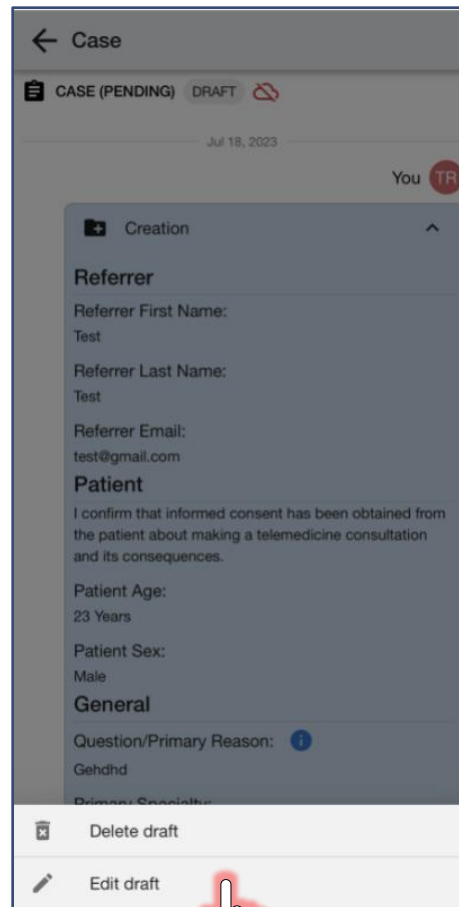 Case
CASE (PENDING) DRAFT
Jul 18, 2023
You TR
Creation
Referrer
Referrer First Name:
Test
Referrer Last Name:
Test
Referrer Email:
test@gmail.com
Patient
I confirm that informed consent has been obtained from
the patient about making a telemedicine consultation
and its consequences.
Patient Age:
23 Years
Patient Sex:
Male
General
Question/Primary Reason:
Gehdhd
Primary Specialty:
Delete draft
Edit draft